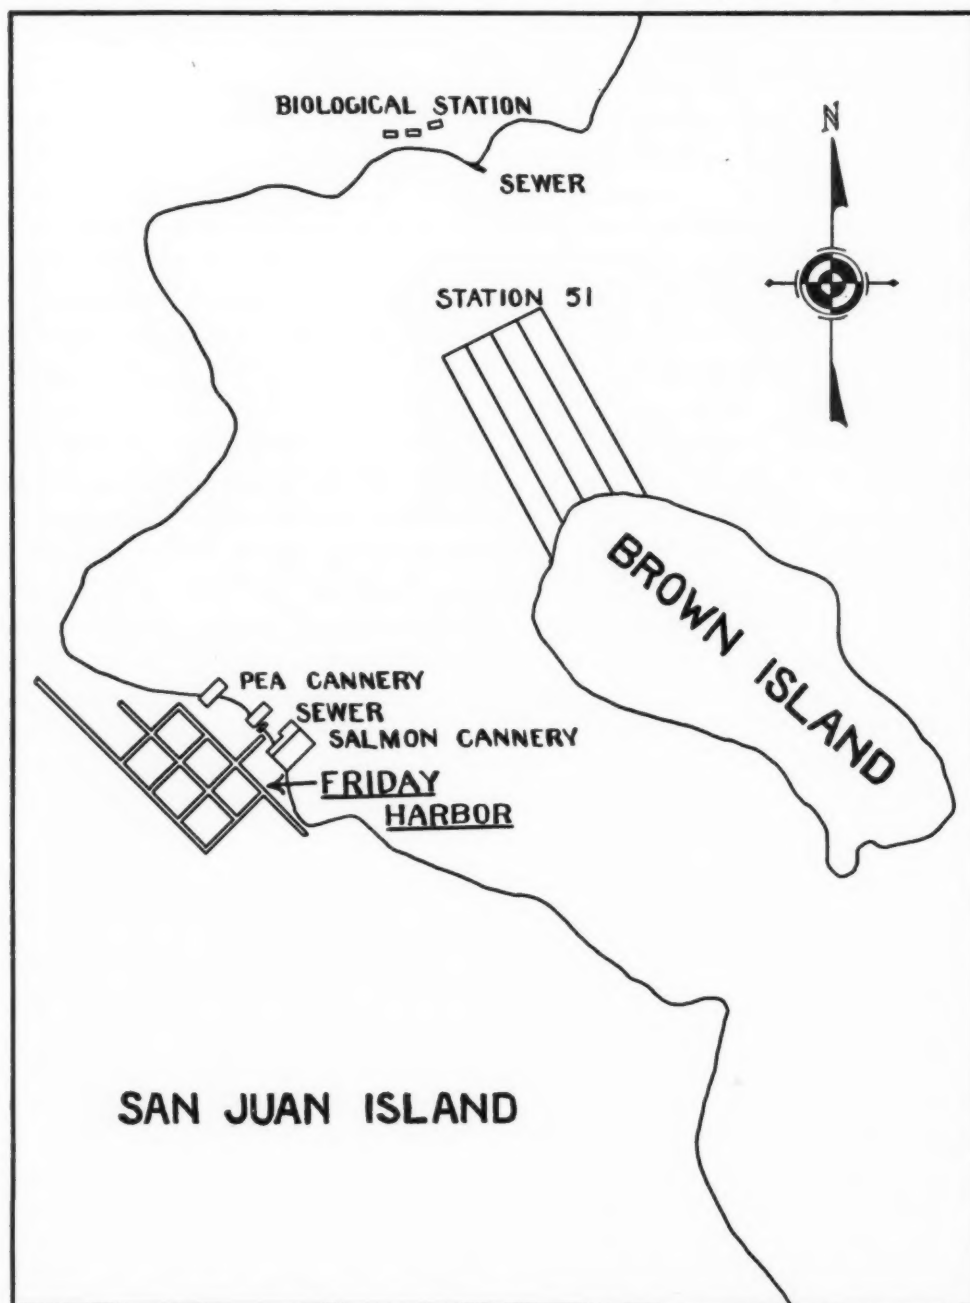 BIOLOGICAL STATION
N
SEWER
STATION 51
BROWN ISLAND
PEA CANNERY
SEWER
SALMON CANNERY
FRIDAY
HARBOR
SAN JUAN ISLAND